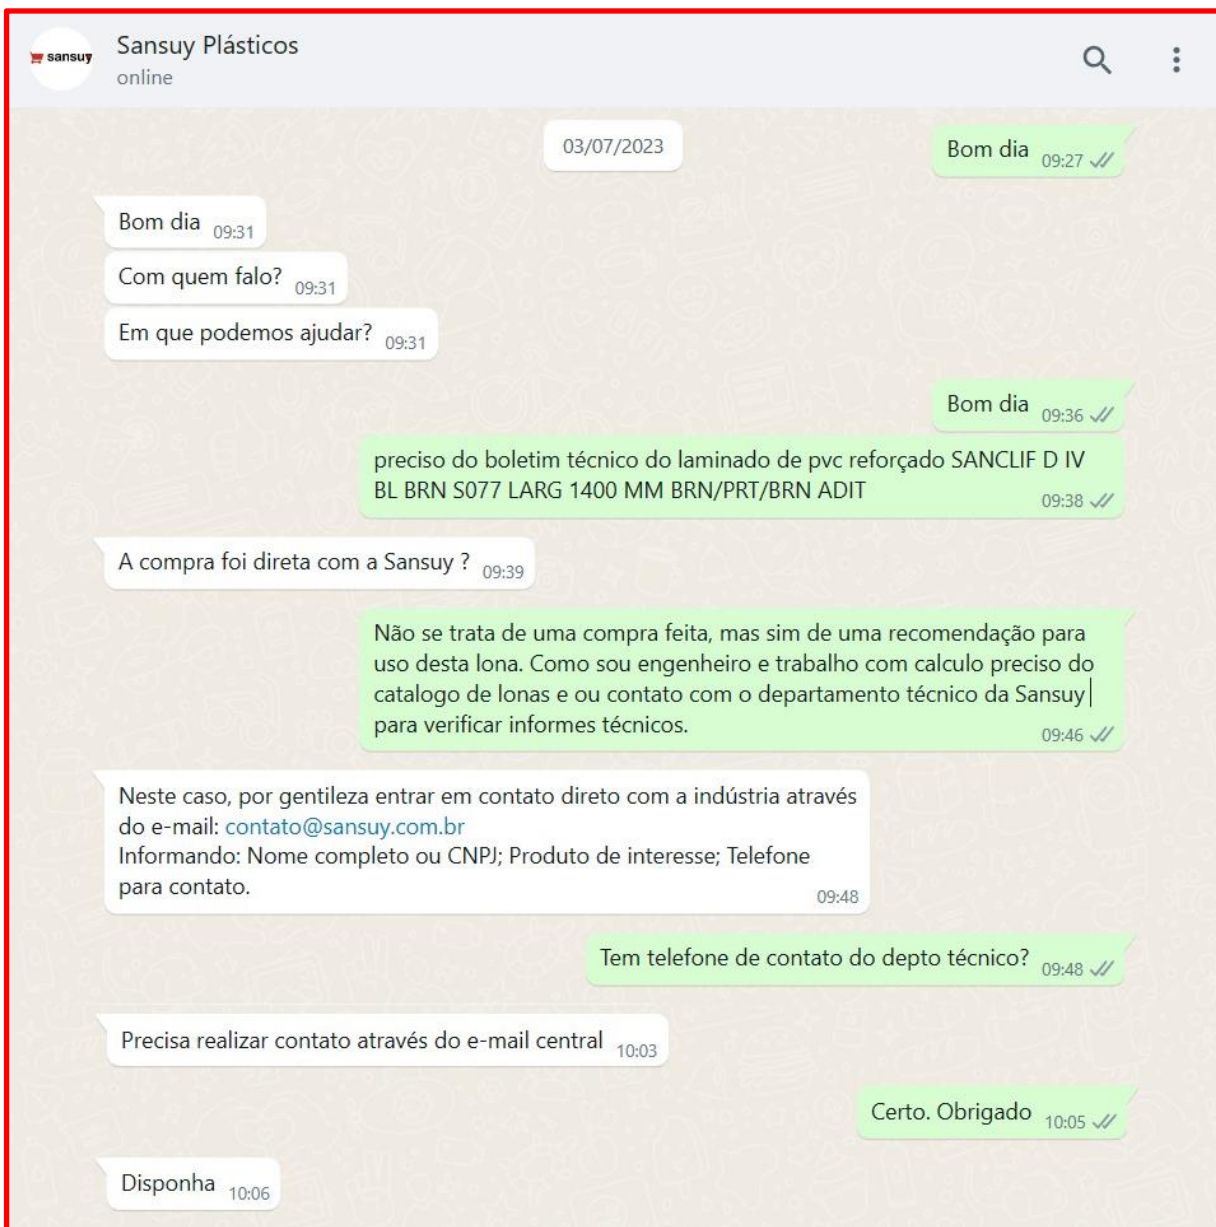 sansuy
Sansuy Plásticos
online
03/07/2023
Bom dia 09:27
Bom dia 09:31
Com quem falo? 09:31
Em que podemos ajudar? 09:31
Bom dia 09:36
preciso do boletim técnico do laminado de pvc reforçado SANCLIF D IV
BL BRN S077 LARG 1400 MM BRN/PRT/BRN ADIT
09:38
A compra foi direta com a Sansuy ? 09:39
Não se trata de uma compra feita, mas sim de uma recomendação para
uso desta lona. Como sou engenheiro e trabalho com calculo preciso do
catalogo de lonas e ou contato com o departamento técnico da Sansuy
para verificar informes técnicos.
09:46
Neste caso, por gentileza entrar em contato direto com a indústria através
do e-mail: contato@sansuy.com.br
Informando: Nome completo ou CNPJ; Produto de interesse; Telefone
para contato.
09:48
Tem telefone de contato do depto técnico? 09:48
Precisa realizar contato através do e-mail central 10:03
Certo. Obrigado 10:05
Disponha 10:06